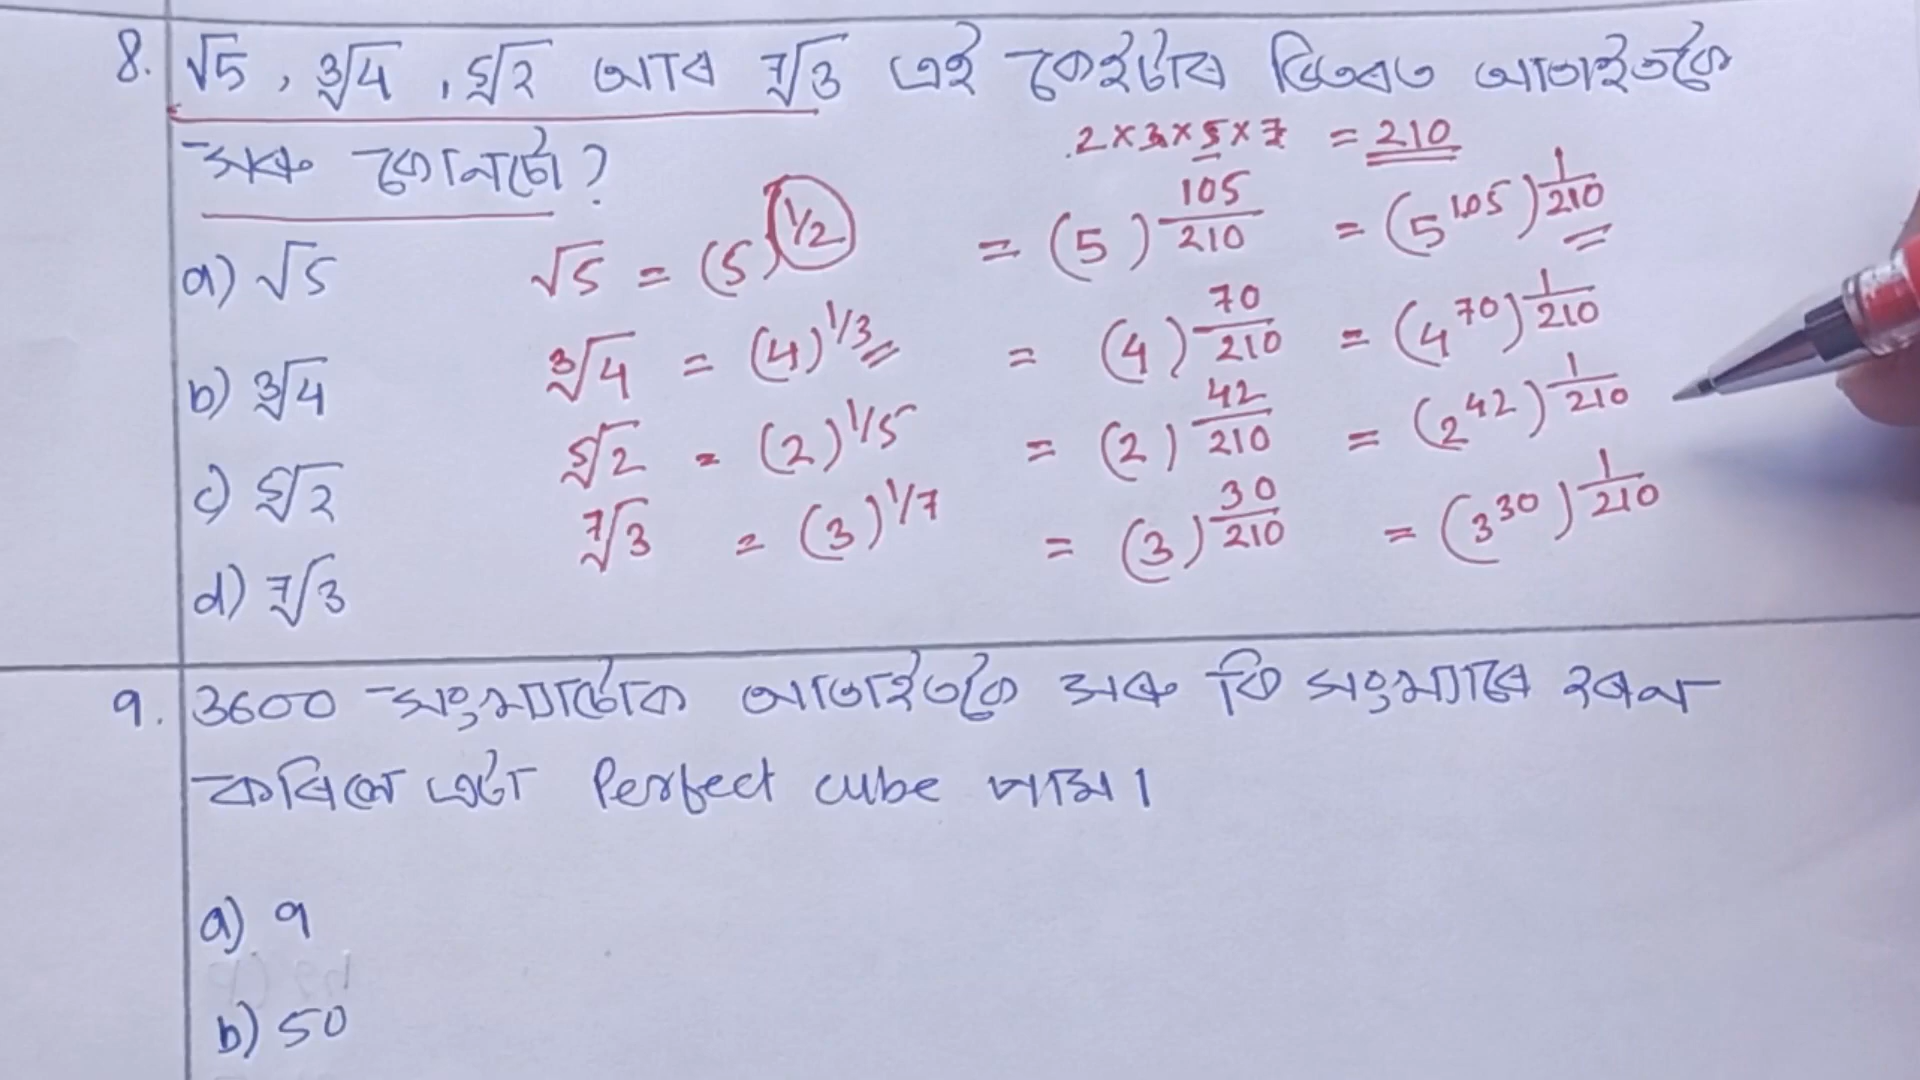 8. √5, ∛4, ⁵√2 আৰু ⁷√3 এই কেইটাৰ ভিতৰত আটাইতকৈ
সৰু কোনটো?
2 × 3 × 5 × 7 = 210
a) √5 √5 = (5)^1/2 = (5)^105/210 = (5^105)^1/210
b) ∛4 ∛4 = (4)^1/3 = (4)^70/210 = (4^70)^1/210
c) ⁵√2 ⁵√2 = (2)^1/5 = (2)^42/210 = (2^42)^1/210
d) ⁷√3 ⁷√3 = (3)^1/7 = (3)^30/210 = (3^30)^1/210
9. 3600 সংখ্যাটোক আটাইতকৈ সৰু কি সংখ্যাৰে হৰণ
কৰিলে এটা Perfect cube পাম।
a) 9
b) 50